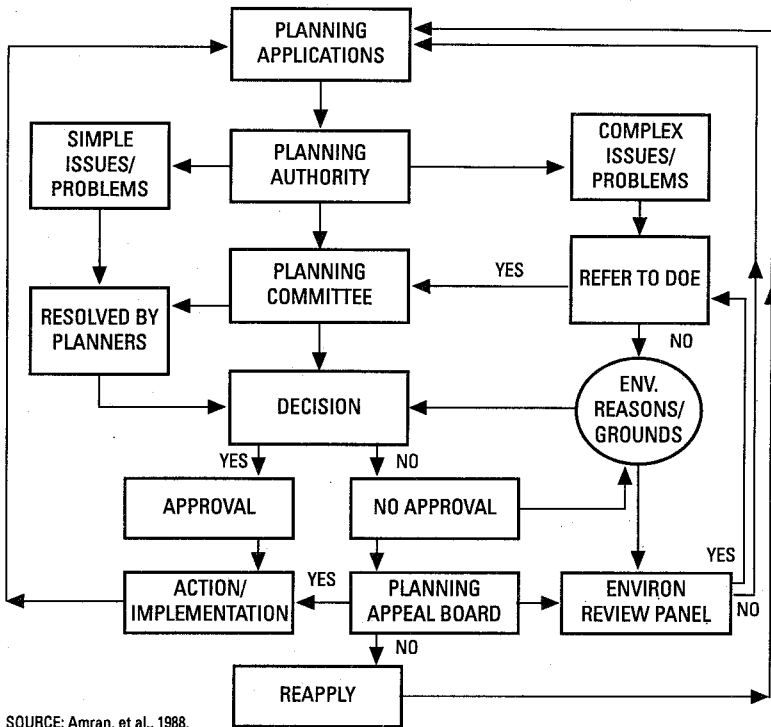 PLANNING
APPLICATIONS
SIMPLE
ISSUES/
PROBLEMS
PLANNING
AUTHORITY
COMPLEX
ISSUES/
PROBLEMS
PLANNING
COMMITTEE
YES
REFER TO DOE
RESOLVED BY
PLANNERS
NO
DECISION
ENV.
REASONS/
GROUNDS
YES
NO
APPROVAL
NO APPROVAL
YES
ACTION/
IMPLEMENTATION
YES
PLANNING
APPEAL BOARD
ENVIRON
REVIEW PANEL
NO
NO
REAPPLY
SOURCE: Amran, et al., 1988.